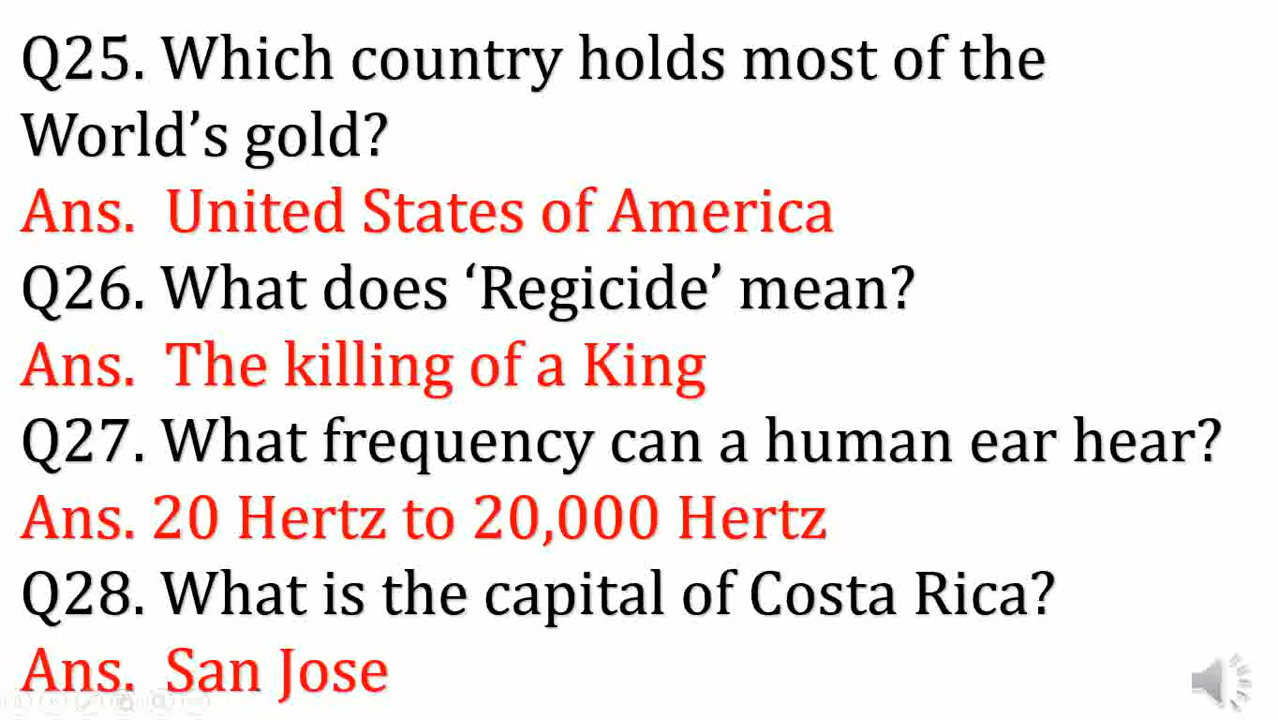 Q25. Which country holds most of the
World’s gold?
Ans.  United States of America
Q26. What does ‘Regicide’ mean?
Ans.  The killing of a King
Q27. What frequency can a human ear hear?
Ans. 20 Hertz to 20,000 Hertz
Q28. What is the capital of Costa Rica?
Ans.  San Jose